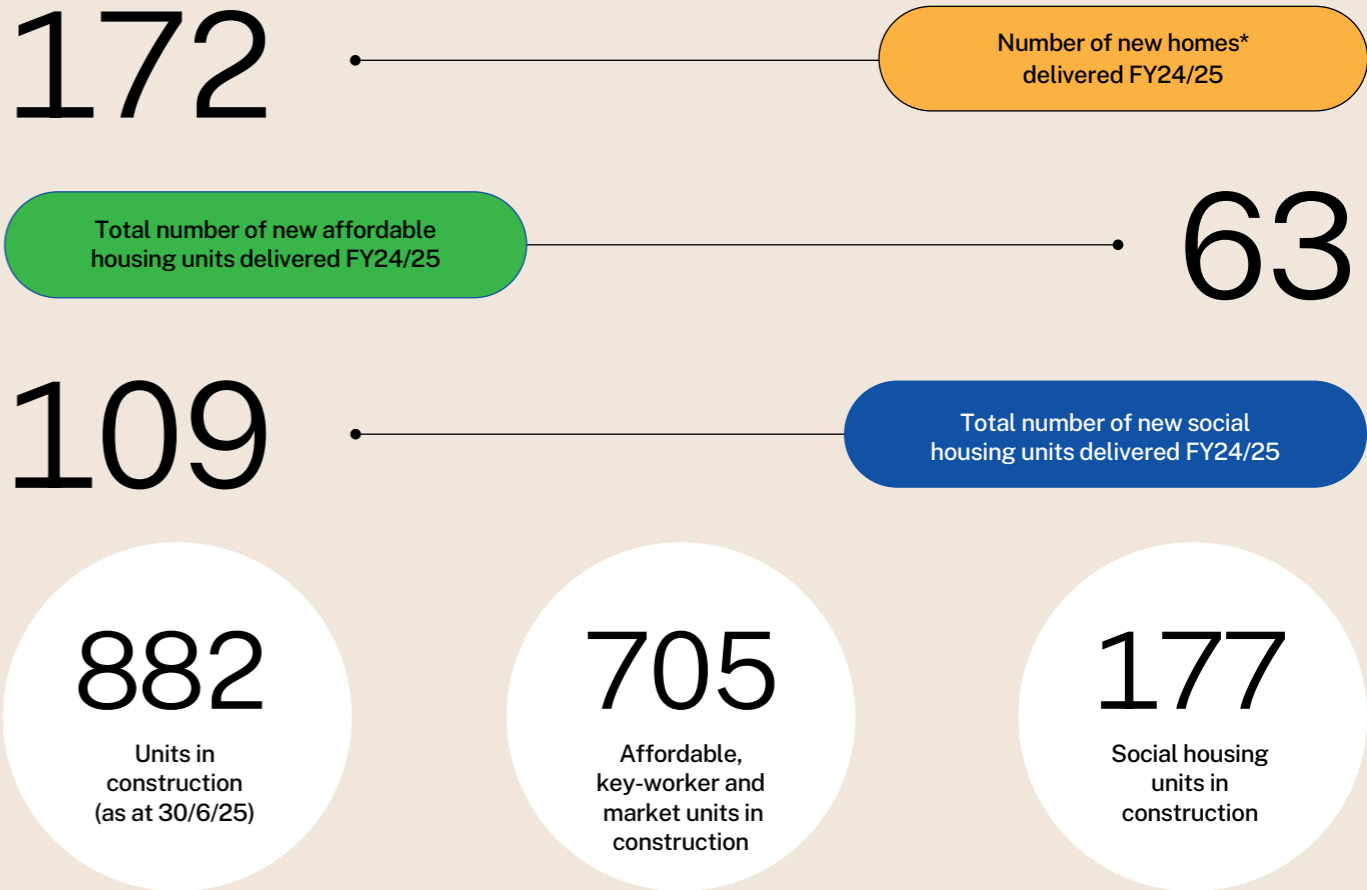 172
Number of new homes*
delivered FY24/25
Total number of new affordable
housing units delivered FY24/25
63
109
Total number of new social
housing units delivered FY24/25
882
Units in
construction
(as at 30/6/25)
705
Affordable,
key-worker and
market units in
construction
177
Social housing
units in
construction